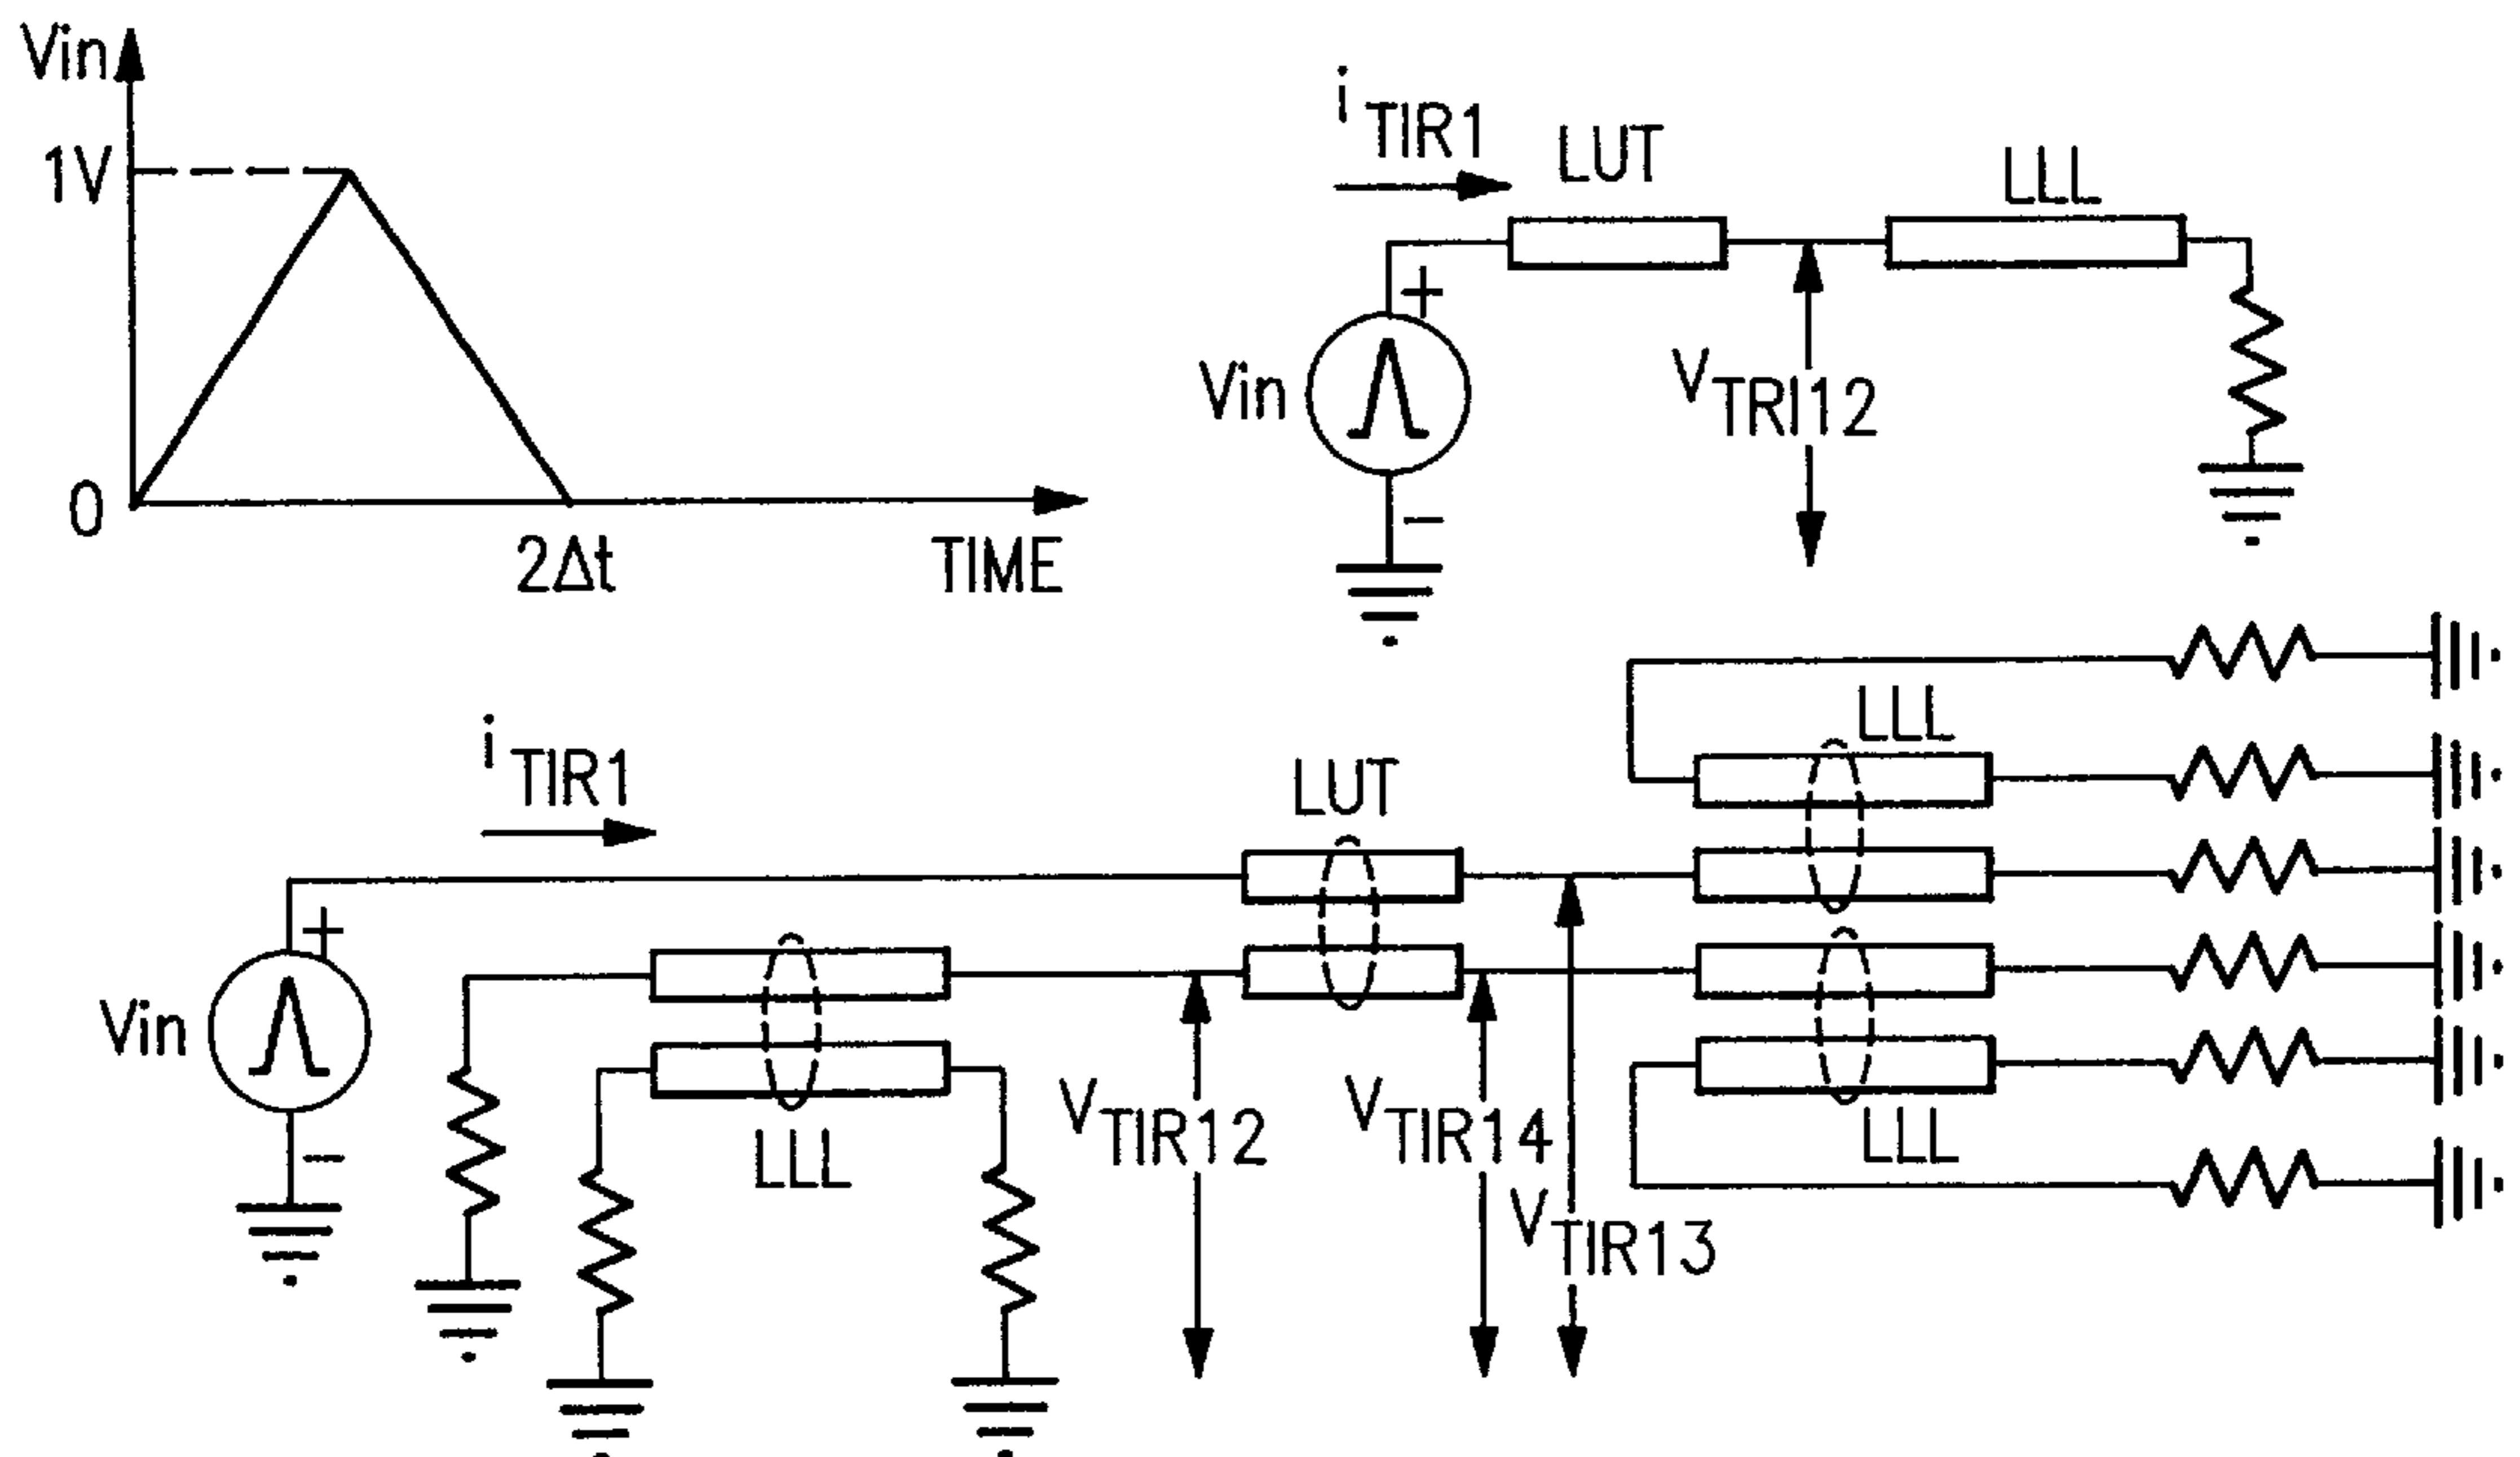 Vin
1V
0
2Δt
TIME
i TIR1
LUT
LLL
Vin
+
−
V TRI12
i TIR1
LUT
LLL
Vin
+
−
LLL
V TIR12
V TIR14
V TIR13
LLL